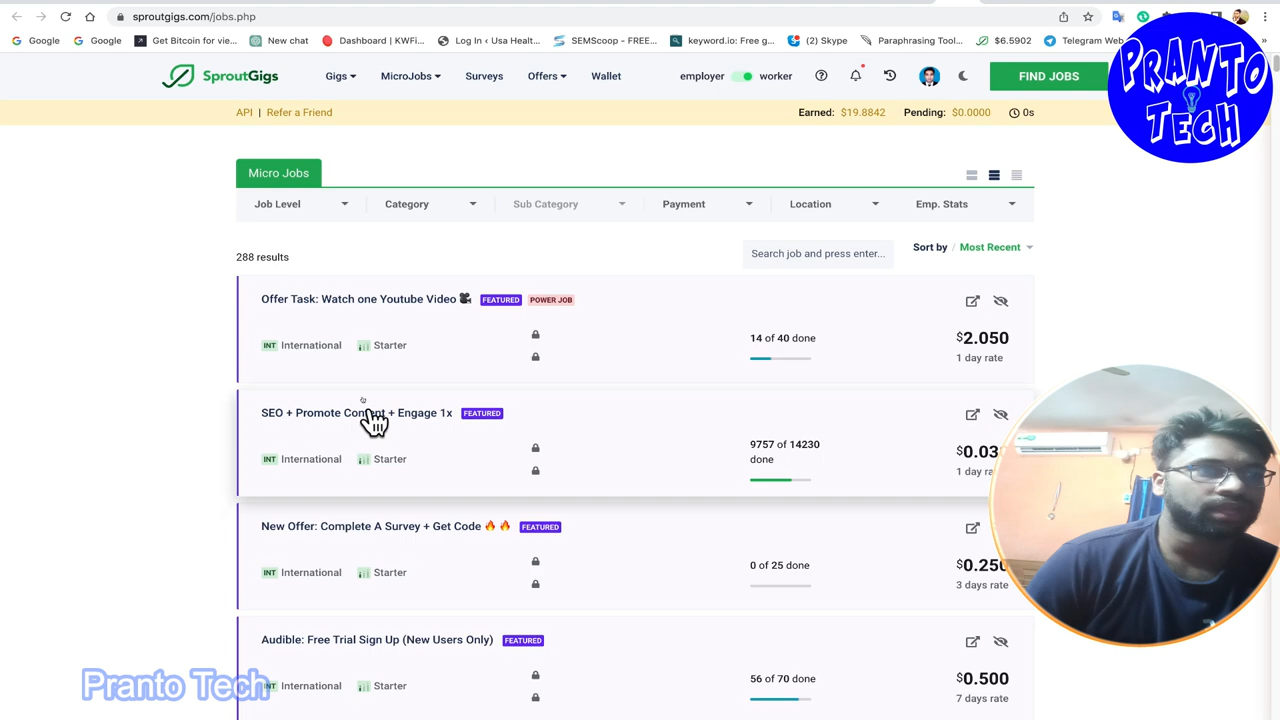 sproutgigs.com/jobs.php
Google
Google
Get Bitcoin for vie...
New chat
Dashboard | KWFi...
Log In ‹ Usa Healt...
SEMScoop - FREE...
keyword.io: Free g...
(2) Skype
Paraphrasing Tool...
$6.5902
Telegram Web
»
SproutGigs
Gigs
MicroJobs
Surveys
Offers
Wallet
employer
worker
FIND JOBS
PRANTO
TECH
API | Refer a Friend
Earned: $19.8842
Pending: $0.0000
0s
Micro Jobs
Job Level
Category
Sub Category
Payment
Location
Emp. Stats
288 results
Search job and press enter...
Sort by / Most Recent
Offer Task: Watch one Youtube Video
FEATURED
POWER JOB
INT International
Starter
14 of 40 done
$2.050
1 day rate
SEO + Promote Content + Engage 1x
FEATURED
INT International
Starter
9757 of 14230
done
$0.03
1 day ra
New Offer: Complete A Survey + Get Code
FEATURED
INT International
Starter
0 of 25 done
$0.250
3 days rate
Audible: Free Trial Sign Up (New Users Only)
FEATURED
INT International
Starter
56 of 70 done
$0.500
7 days rate
Pranto Tech